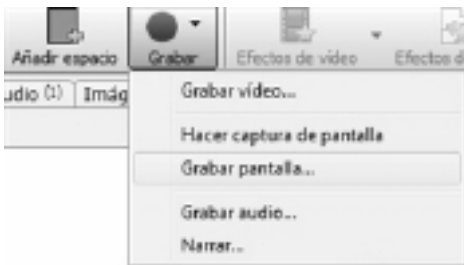 Añadir espacio
Grabar
Efectos de vídeo
Efectos d
udio (1)
Imág
Grabar vídeo...
Hacer captura de pantalla
Grabar pantalla...
Grabar audio...
Narrar...